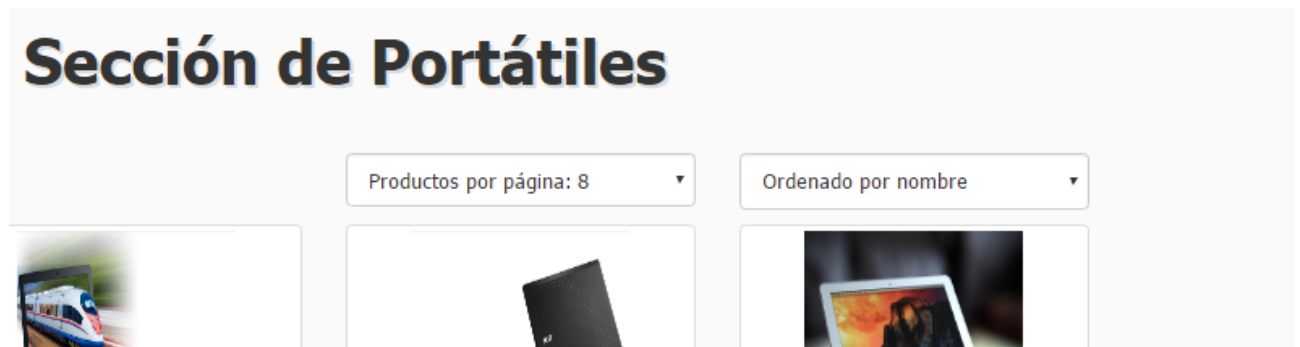 Sección de Portátiles
Productos por página: 8
Ordenado por nombre